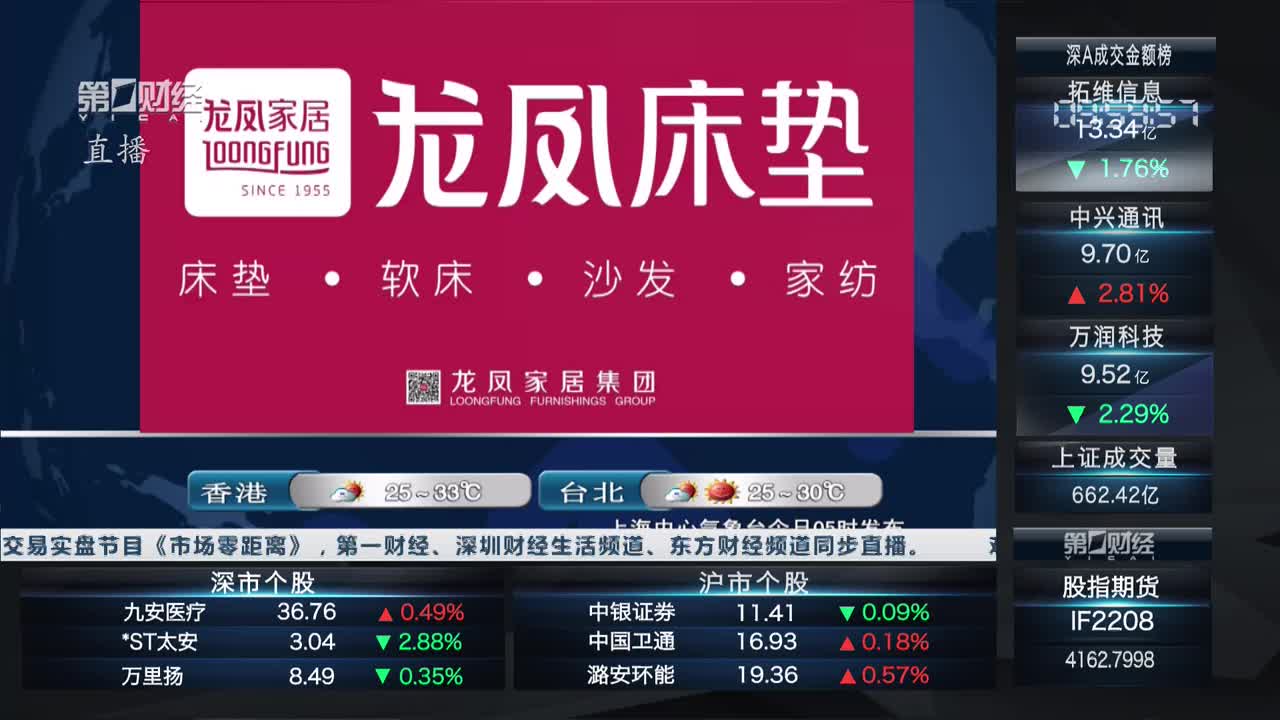 第一财经
YICAI
直播
龙凤家居
LOONGFUNG
SINCE 1955
龙凤床垫
床垫 • 软床 • 沙发 • 家纺
龙凤家居集团
LOONGFUNG FURNISHINGS GROUP
香港 25~33℃ 台北 25~30℃
上海中心气象台今日05时发布
交易实盘节目《市场零距离》，第一财经、深圳财经生活频道、东方财经频道同步直播。
深市个股
九安医疗 36.76 ▲ 0.49%
*ST太安 3.04 ▼ 2.88%
万里扬 8.49 ▼ 0.35%
沪市个股
中银证券 11.41 ▼ 0.09%
中国卫通 16.93 ▲ 0.18%
潞安环能 19.36 ▲ 0.57%
深A成交金额榜
拓维信息
13.34亿
▼ 1.76%
中兴通讯
9.70亿
▲ 2.81%
万润科技
9.52亿
▼ 2.29%
上证成交量
662.42亿
第一财经
YICAI
股指期货
IF2208
4162.7998